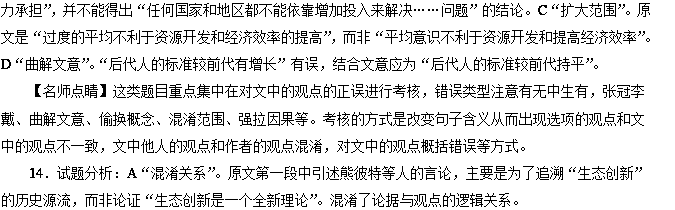 力承担”，并不能得出“任何国家和地区都不能依靠增加投入来解决……问题”的结论。C“扩大范围”。原
文是“过度的平均不利于资源开发和经济效率的提高”，而非“平均意识不利于资源开发和提高经济效率”。
D“曲解文意”。“后代人的标准较前代有增长”有误，结合文意应为“后代人的标准较前代持平”。
【名师点睛】这类题目重点集中在对文中的观点的正误进行考核，错误类型注意有无中生有，张冠李
戴、曲解文意、偷换概念、混淆范围、强拉因果等。考核的方式是改变句子含义从而出现选项的观点和文
中的观点不一致，文中他人的观点和作者的观点混淆，对文中的观点概括错误等方式。
14．试题分析：A“混淆关系”。原文第一段中引述熊彼特等人的言论，主要是为了追溯“生态创新”
的历史源流，而非论证“生态创新是一个全新理论”。混淆了论据与观点的逻辑关系。